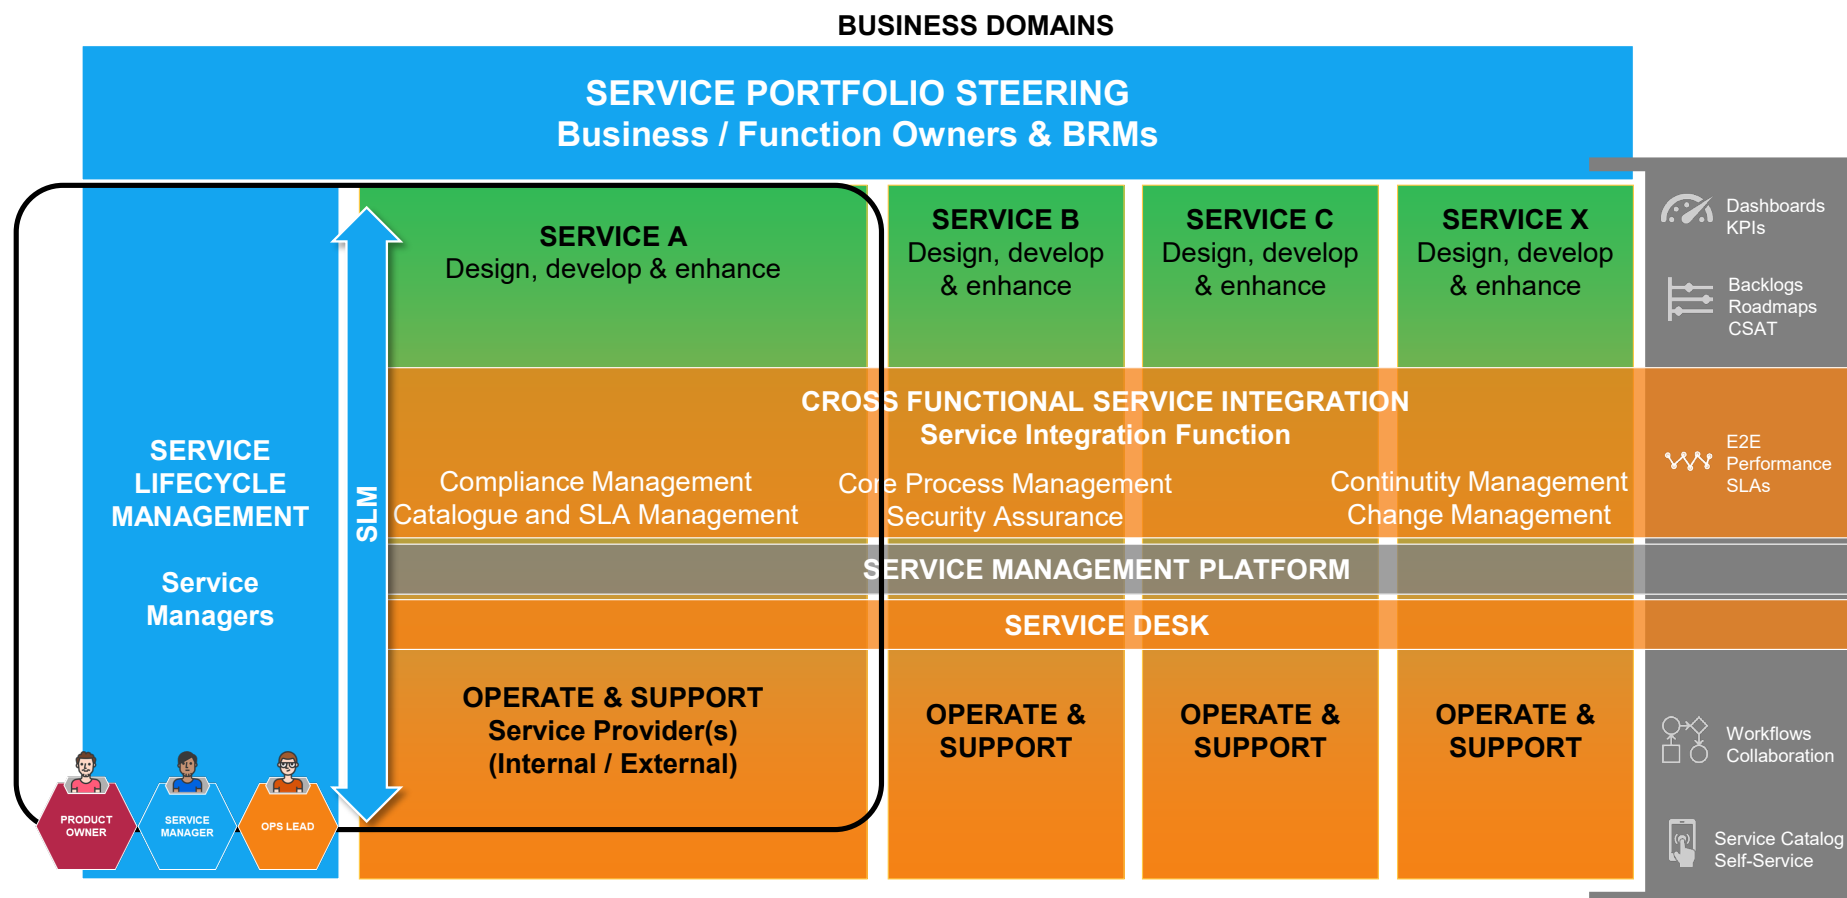 BUSINESS DOMAINS
SERVICE PORTFOLIO STEERING
Business / Function Owners & BRMs
SERVICE
LIFECYCLE
MANAGEMENT
Service
Managers
SLM
SERVICE A
Design, develop & enhance
SERVICE B
Design, develop
& enhance
SERVICE C
Design, develop
& enhance
SERVICE X
Design, develop
& enhance
CROSS FUNCTIONAL SERVICE INTEGRATION
Service Integration Function
Compliance Management
Catalogue and SLA Management
Core Process Management
Security Assurance
Continutity Management
Change Management
SERVICE MANAGEMENT PLATFORM
SERVICE DESK
OPERATE & SUPPORT
Service Provider(s)
(Internal / External)
OPERATE &
SUPPORT
OPERATE &
SUPPORT
OPERATE &
SUPPORT
PRODUCT
OWNER
SERVICE
MANAGER
OPS LEAD
Dashboards
KPIs
Backlogs
Roadmaps
CSAT
E2E
Performance
SLAs
Workflows
Collaboration
Service Catalog
Self-Service